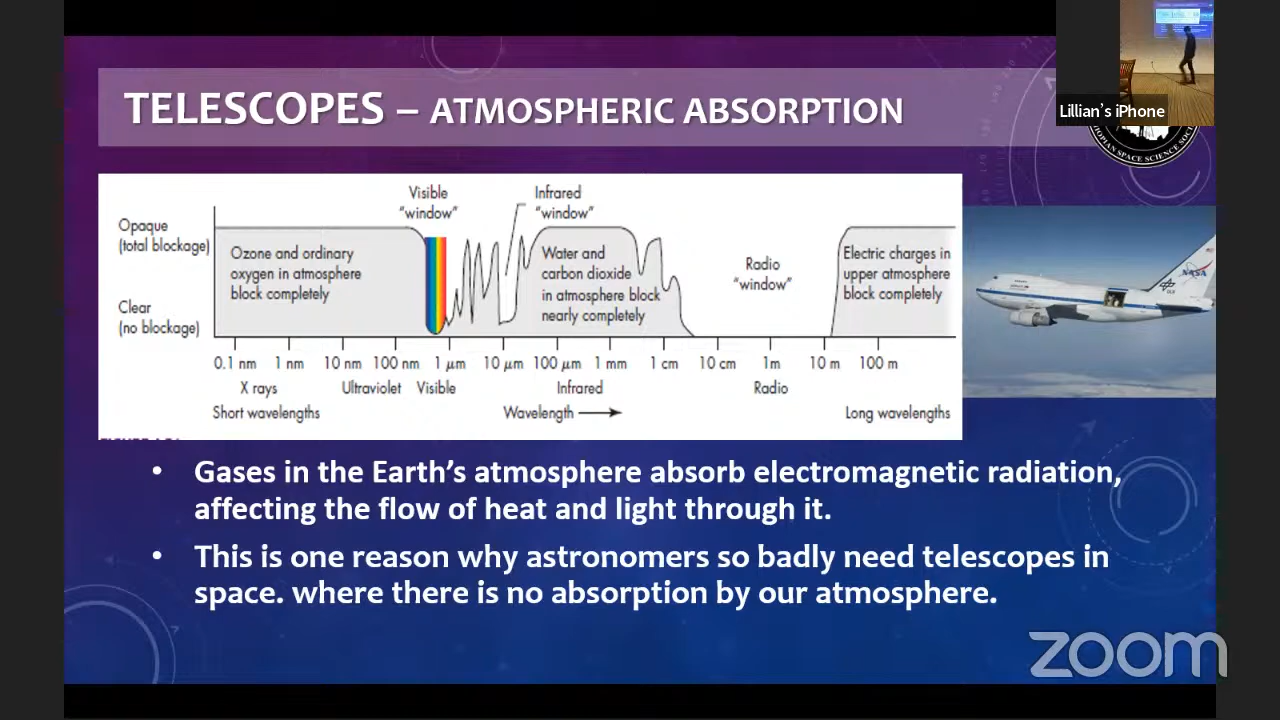 TELESCOPES – ATMOSPHERIC ABSORPTION
Lillian's iPhone
SPACE SCIENCE
Visible
"window"
Infrared
"window"
Opaque
(total blockage)
Clear
(no blockage)
Ozone and ordinary
oxygen in atmosphere
block completely
Water and
carbon dioxide
in atmosphere block
nearly completely
Radio
"window"
Electric charges in
upper atmosphere
block completely
0.1 nm 1 nm 10 nm 100 nm 1 μm 10 μm 100 μm 1 mm 1 cm 10 cm 1m 10 m 100 m
X rays Ultraviolet Visible Infrared Radio
Short wavelengths Wavelength Long wavelengths
NASA
• Gases in the Earth's atmosphere absorb electromagnetic radiation,
affecting the flow of heat and light through it.
• This is one reason why astronomers so badly need telescopes in
space. where there is no absorption by our atmosphere.
zoom